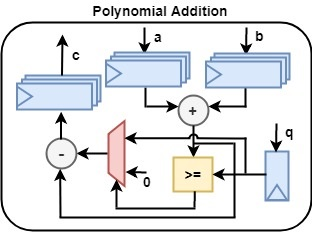 Polynomial Addition
a
b
c
+
q
-
0
>=